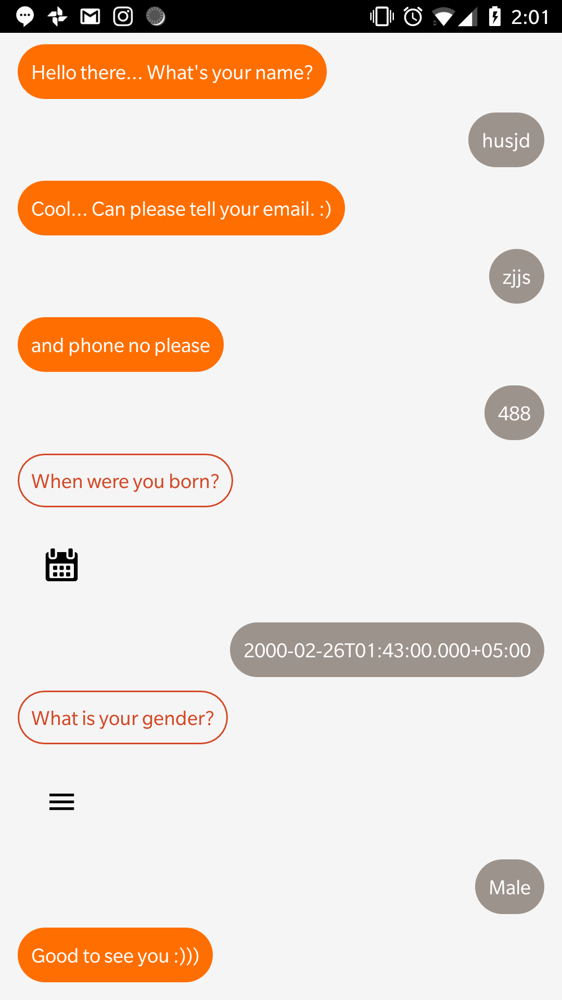 2:01
Hello there... What's your name?
husjd
Cool... Can please tell your email. :)
zjjs
and phone no please
488
When were you born?
2000-02-26T01:43:00.000+05:00
What is your gender?
Male
Good to see you :)))